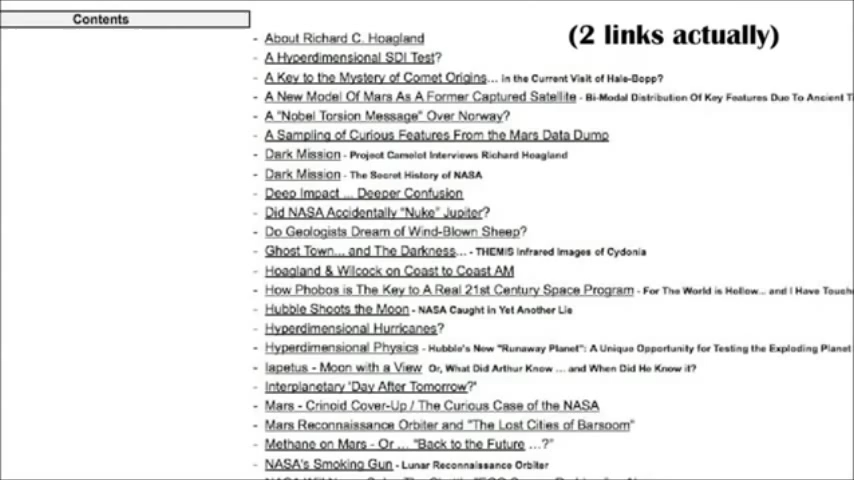 Contents
(2 links actually)
- About Richard C. Hoagland
- A Hyperdimensional SDI Test?
- A Key to the Mystery of Comet Origins... in the Current Visit of Hale-Bopp?
- A New Model Of Mars As A Former Captured Satellite - Bi-Modal Distribution Of Key Features Due To Ancient Ti
- A "Nobel Torsion Message" Over Norway?
- A Sampling of Curious Features From the Mars Data Dump
- Dark Mission - Project Camelot Interviews Richard Hoagland
- Dark Mission - The Secret History of NASA
- Deep Impact ... Deeper Confusion
- Did NASA Accidentally "Nuke" Jupiter?
- Do Geologists Dream of Wind-Blown Sheep?
- Ghost Town... and The Darkness... - THEMIS Infrared Images of Cydonia
- Hoagland & Wilcock on Coast to Coast AM
- How Phobos is The Key to A Real 21st Century Space Program - For The World is Hollow... and I Have Touch
- Hubble Shoots the Moon - NASA Caught in Yet Another Lie
- Hyperdimensional Hurricanes?
- Hyperdimensional Physics - Hubble's New "Runaway Planet": A Unique Opportunity for Testing the Exploding Planet
- Iapetus - Moon with a View Or, What Did Arthur Know ... and When Did He Know it?
- Interplanetary 'Day After Tomorrow?'
- Mars - Crinoid Cover-Up / The Curious Case of the NASA
- Mars Reconnaissance Orbiter and "The Lost Cities of Barsoom"
- Methane on Mars - Or ... "Back to the Future ...?"
- NASA's Smoking Gun - Lunar Reconnaissance Orbiter